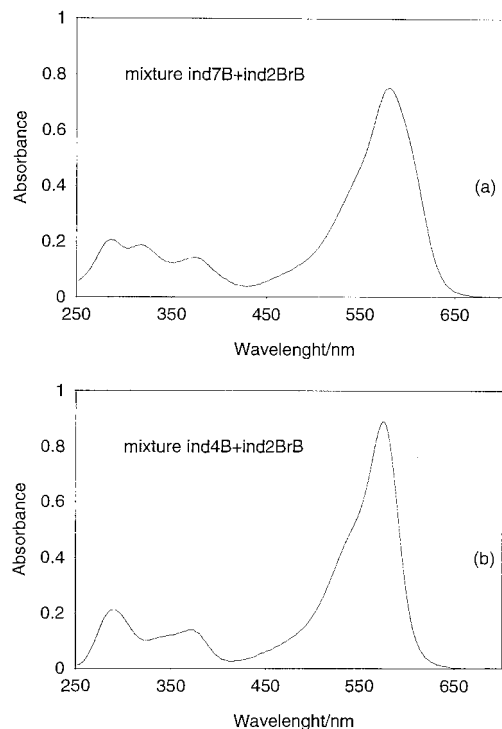 1
mixture ind7B+ind2BrB
0.8
0.6
Absorbance
0.4
(a)
0.2
0
250 350 450 550 650
Wavelenght/nm
1
mixture ind4B+ind2BrB
0.8
0.6
Absorbance
0.4
(b)
0.2
0
250 350 450 550 650
Wavelenght/nm